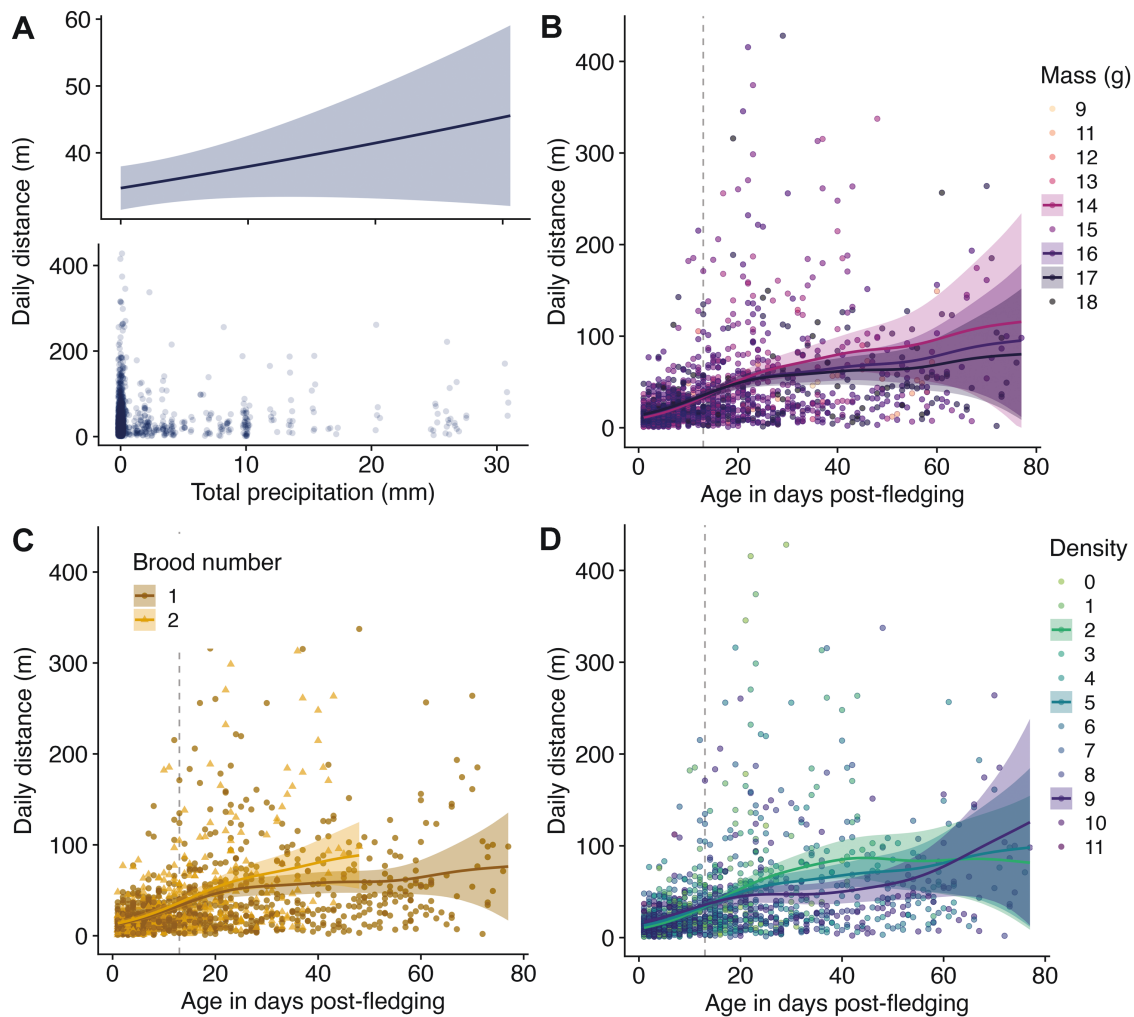 A
60
50
40
Daily distance (m)
400
200
0
0 10 20 30
Total precipitation (mm)
B
400
300
200
100
0
Daily distance (m)
0 20 40 60 80
Age in days post-fledging
Mass (g)
9
11
12
13
14
15
16
17
18
C
400
300
200
100
0
Daily distance (m)
Brood number
1
2
0 20 40 60 80
Age in days post-fledging
D
400
300
200
100
0
Daily distance (m)
0 20 40 60 80
Age in days post-fledging
Density
0
1
2
3
4
5
6
7
8
9
10
11